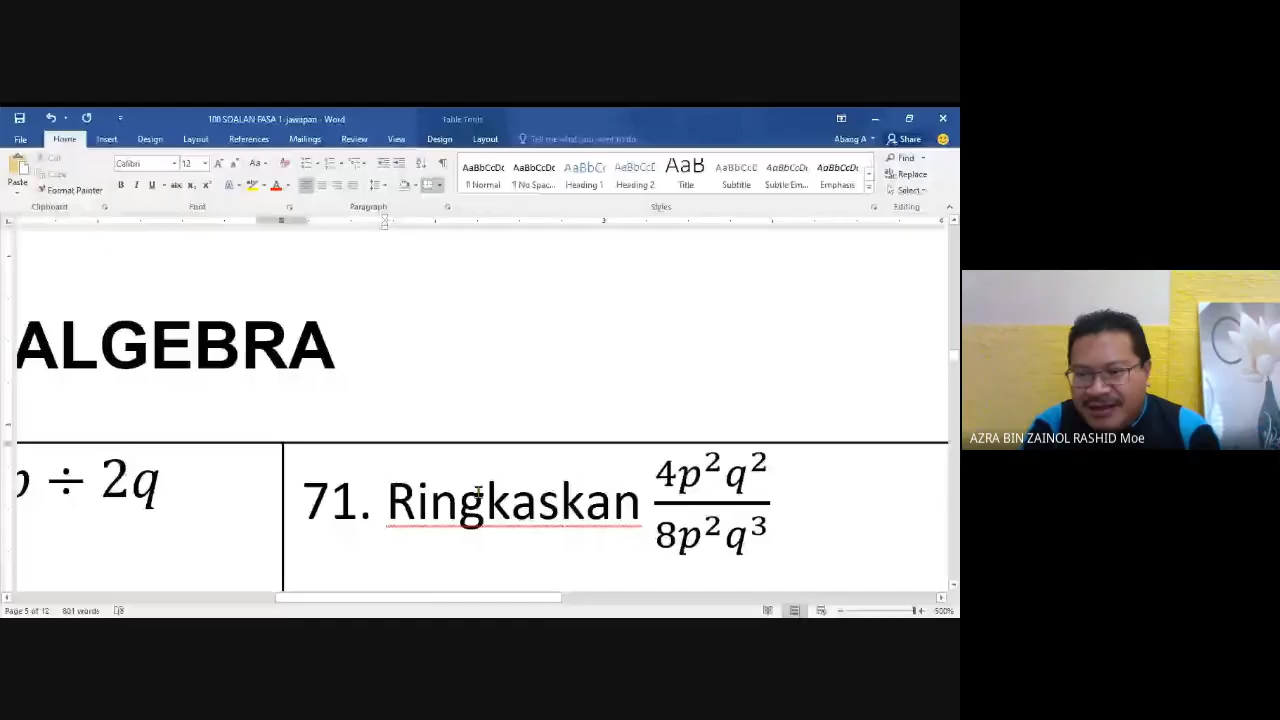 100 SOALAN FASA 1-jawapan - Word
Table Tools
File Home Insert Design Layout References Mailings Review View Design Layout Tell me what you want to do Abang A Share
Paste
Cut
Copy
Format Painter
Calibri 12
Clipboard Font Paragraph Styles Editing
AaBbCcDc AaBbCcDc AaBbCc AaBbCcE AaB AaBbCcC AaBbCcDc AaBbCcDc
¶ Normal ¶ No Spac... Heading 1 Heading 2 Title Subtitle Subtle Em... Emphasis
Find
Replace
Select
ALGEBRA
p ÷ 2q
71. Ringkaskan 4p²q²/8p²q³
Page 5 of 12 801 words
500%
AZRA BIN ZAINOL RASHID Moe